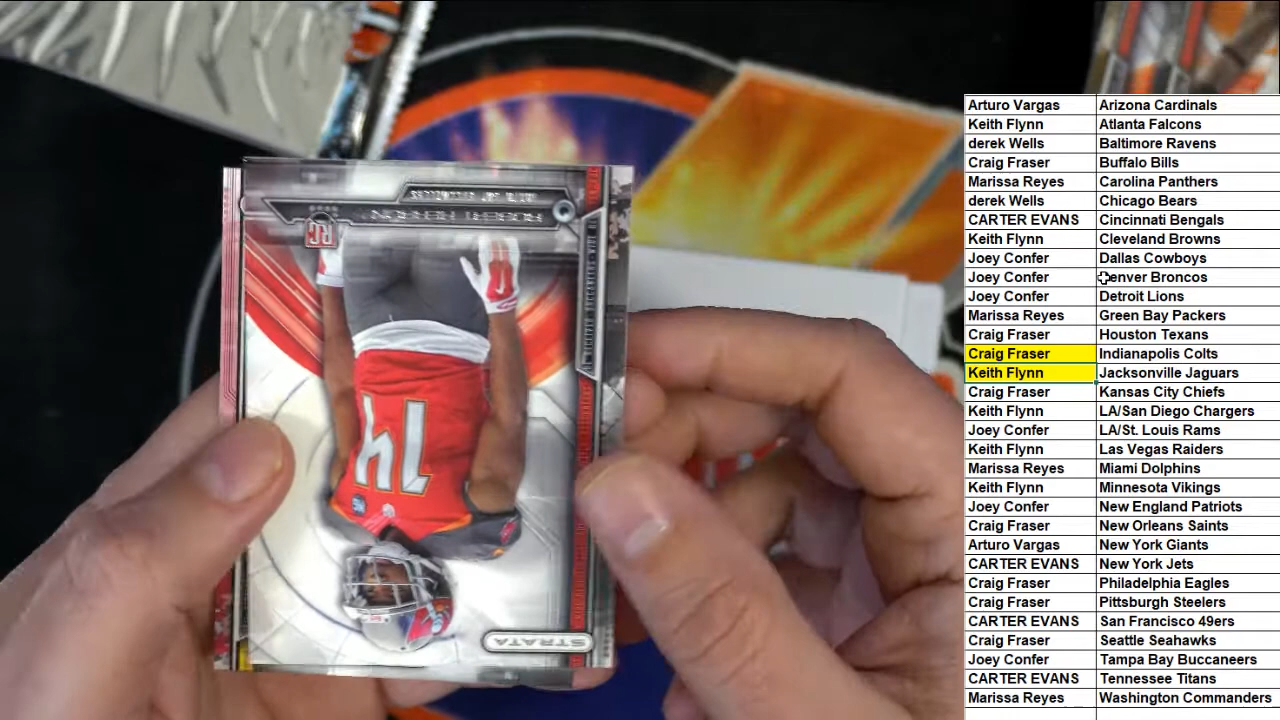 Arturo Vargas Arizona Cardinals
Keith Flynn Atlanta Falcons
derek Wells Baltimore Ravens
Craig Fraser Buffalo Bills
Marissa Reyes Carolina Panthers
derek Wells Chicago Bears
CARTER EVANS Cincinnati Bengals
Keith Flynn Cleveland Browns
Joey Confer Dallas Cowboys
Joey Confer Denver Broncos
Joey Confer Detroit Lions
Marissa Reyes Green Bay Packers
Craig Fraser Houston Texans
Craig Fraser Indianapolis Colts
Keith Flynn Jacksonville Jaguars
Craig Fraser Kansas City Chiefs
Keith Flynn LA/San Diego Chargers
Joey Confer LA/St. Louis Rams
Keith Flynn Las Vegas Raiders
Marissa Reyes Miami Dolphins
Keith Flynn Minnesota Vikings
Joey Confer New England Patriots
Craig Fraser New Orleans Saints
Arturo Vargas New York Giants
CARTER EVANS New York Jets
Craig Fraser Philadelphia Eagles
Craig Fraser Pittsburgh Steelers
CARTER EVANS San Francisco 49ers
Craig Fraser Seattle Seahawks
Joey Confer Tampa Bay Buccaneers
CARTER EVANS Tennessee Titans
Marissa Reyes Washington Commanders
RC
14
STRATA